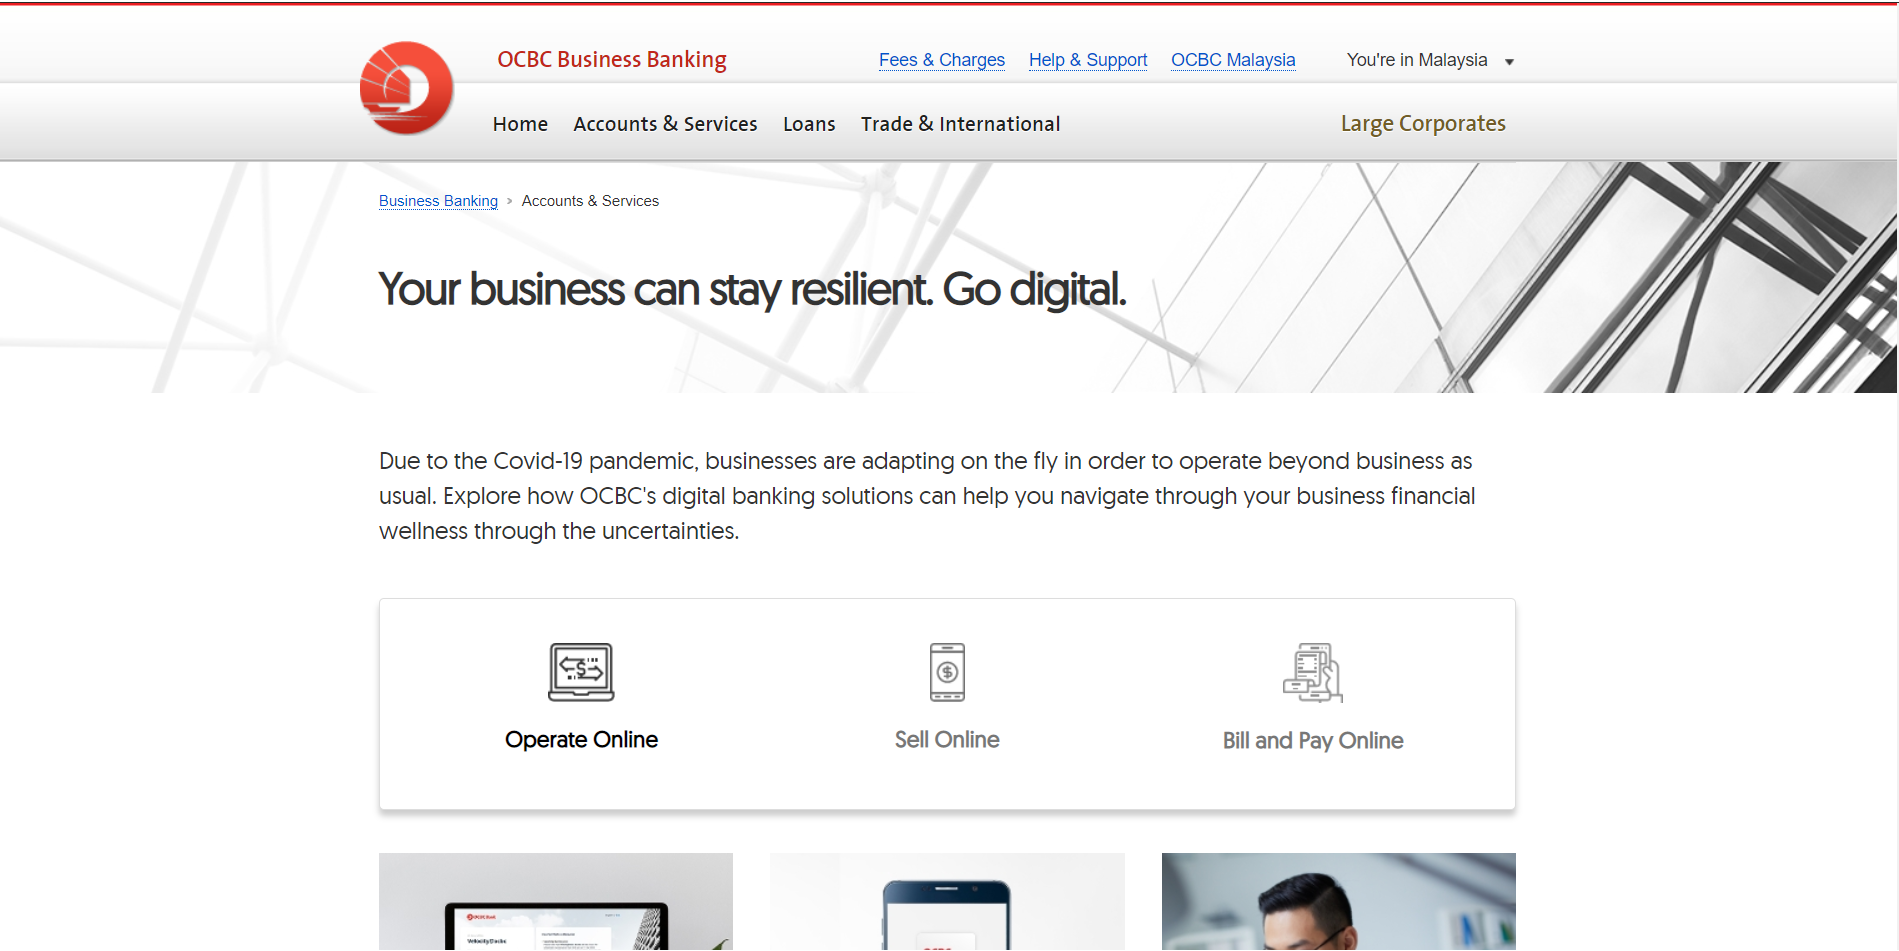 OCBC Business Banking
Fees & Charges
Help & Support
OCBC Malaysia
You're in Malaysia
Home
Accounts & Services
Loans
Trade & International
Large Corporates
Business Banking
Accounts & Services
Your business can stay resilient. Go digital.
Due to the Covid-19 pandemic, businesses are adapting on the fly in order to operate beyond business as
usual. Explore how OCBC's digital banking solutions can help you navigate through your business financial
wellness through the uncertainties.
Operate Online
Sell Online
Bill and Pay Online
OCBC Bank